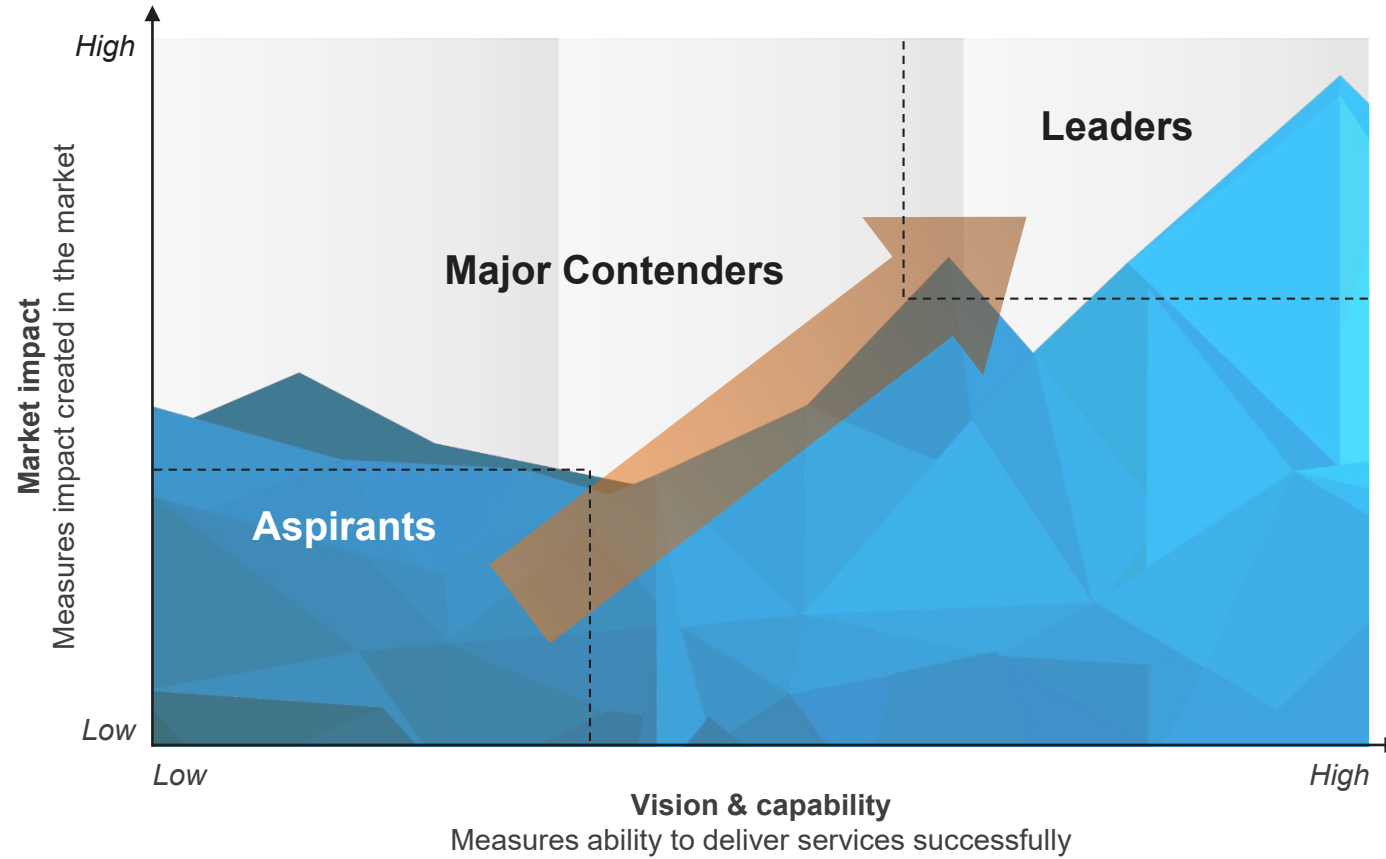 High
Leaders
Major Contenders
Market impact
Measures impact created in the market
Aspirants
Low
Low
High
Vision & capability
Measures ability to deliver services successfully